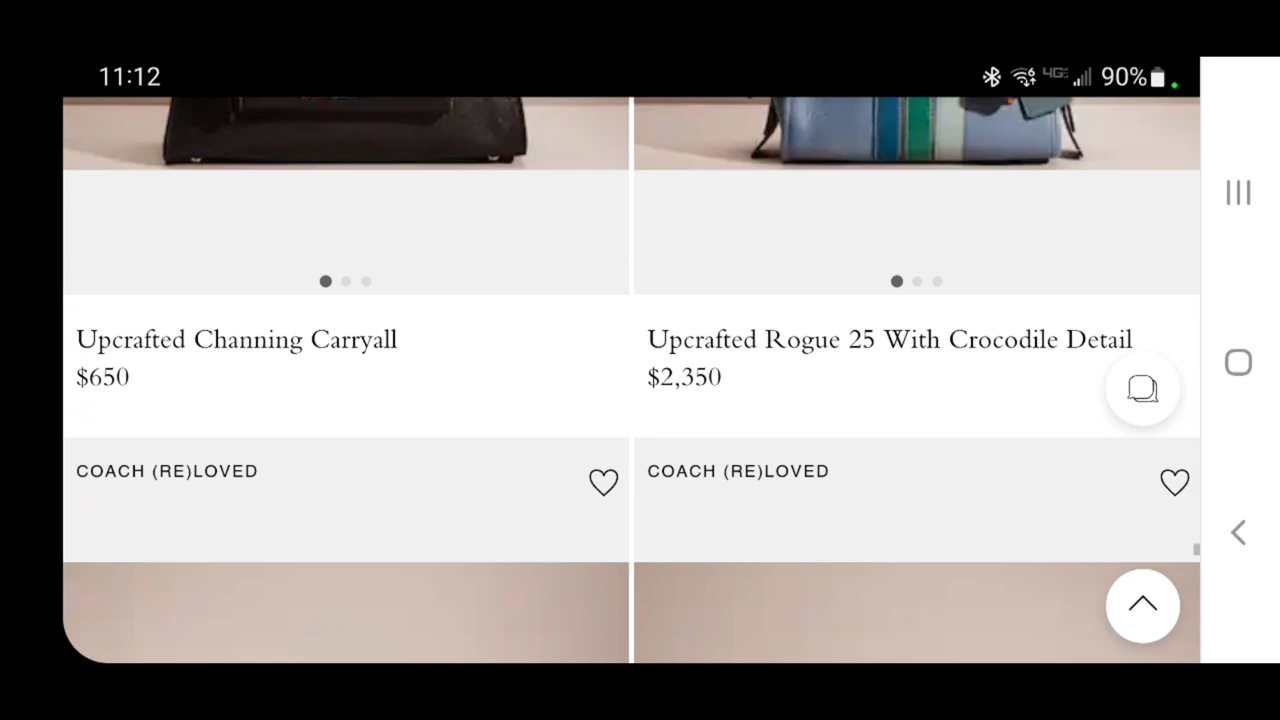 11:12
4G 90%
Upcrafted Channing Carryall
$650
Upcrafted Rogue 25 With Crocodile Detail
$2,350
COACH (RE)LOVED
COACH (RE)LOVED